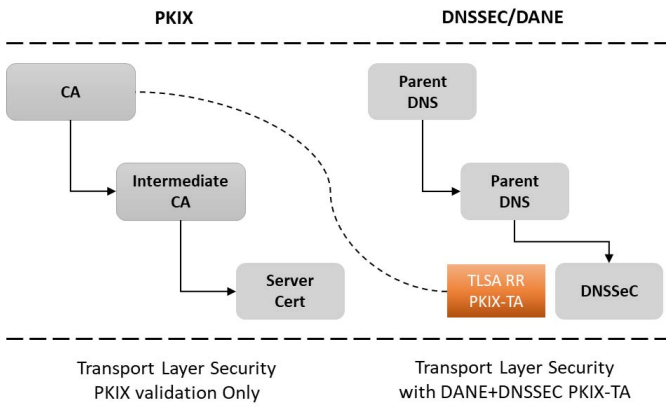 PKIX
DNSSEC/DANE
CA
Parent
DNS
Intermediate
CA
Parent
DNS
Server
Cert
TLSA RR
PKIX-TA
DNSSeC
Transport Layer Security
PKIX validation Only
Transport Layer Security
with DANE+DNSSEC PKIX-TA